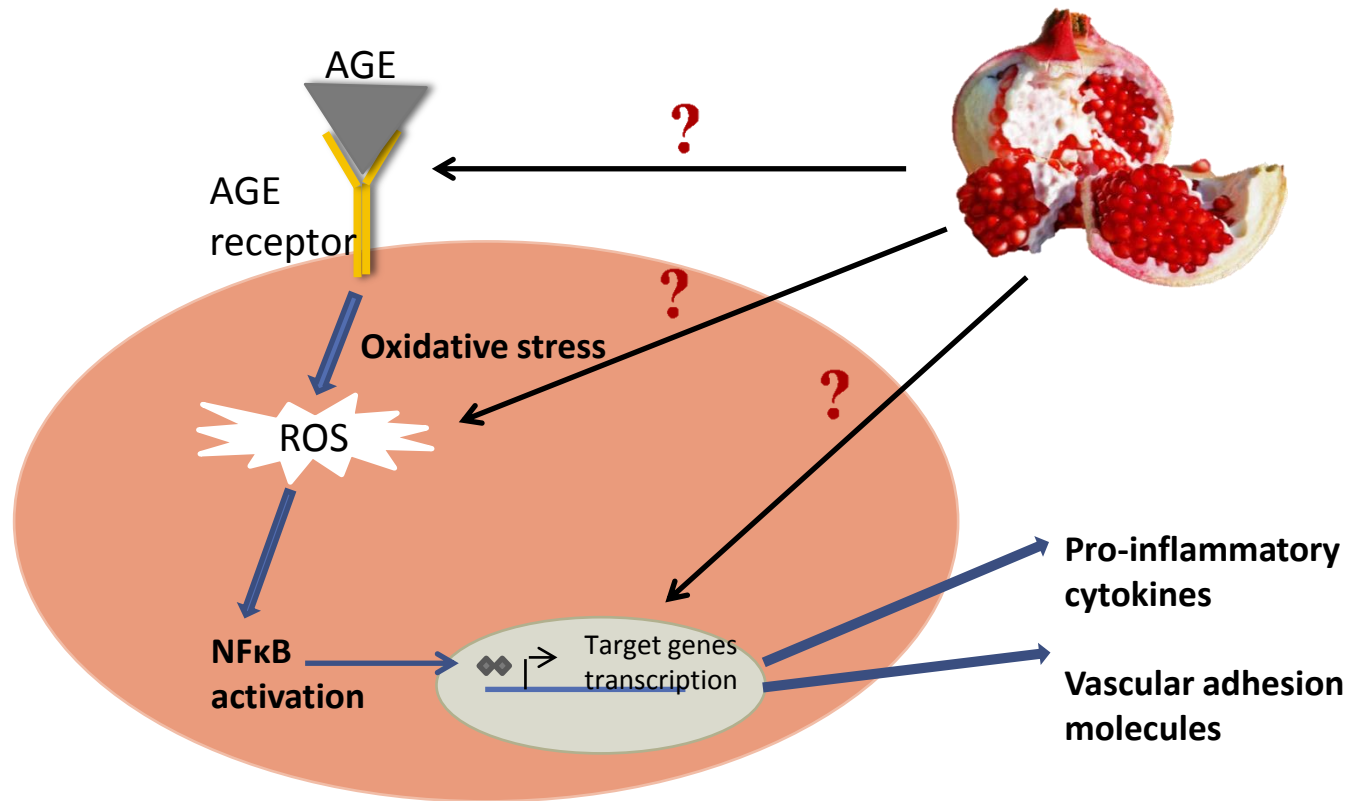 AGE
?
AGE
receptor
?
Oxidative stress
?
ROS
Pro-inflammatory
cytokines
NFκB
activation
Target genes
transcription
Vascular adhesion
molecules